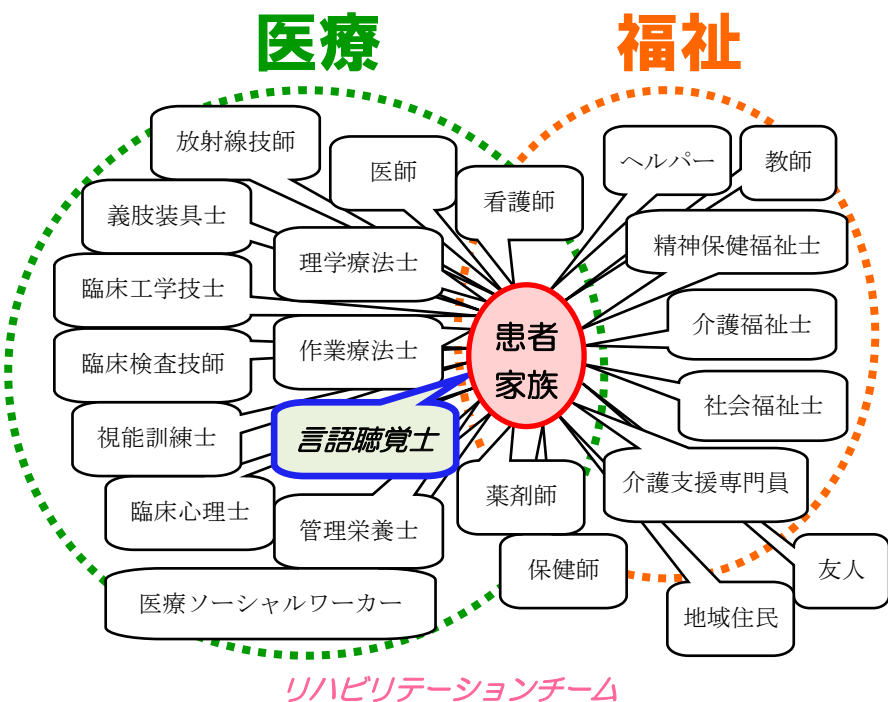 医療
福祉
放射線技師
医師
看護師
ヘルパー
教師
義肢装具士
理学療法士
精神保健福祉士
臨床工学技士
患者
家族
介護福祉士
臨床検査技師
作業療法士
社会福祉士
視能訓練士
言語聴覚士
薬剤師
介護支援専門員
臨床心理士
管理栄養士
保健師
友人
医療ソーシャルワーカー
地域住民
リハビリテーションチーム